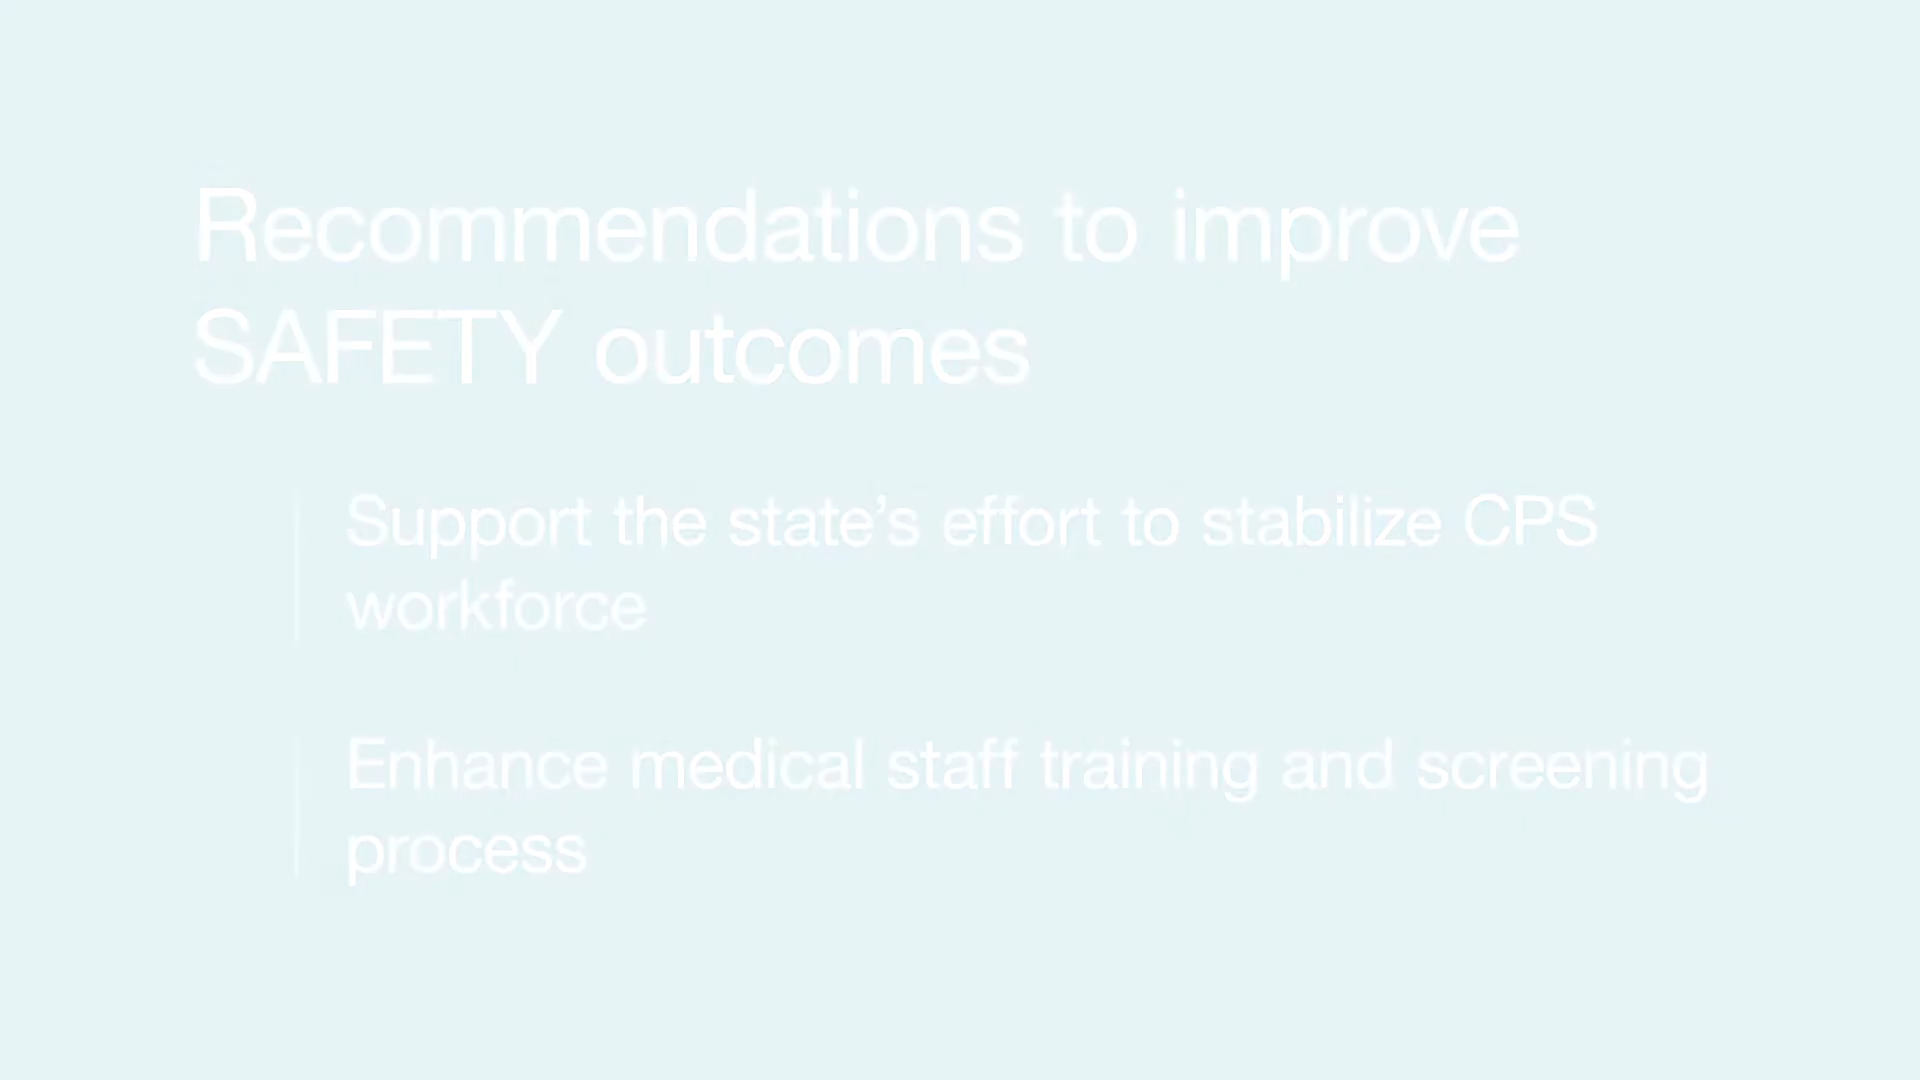 Recommendations to improve
SAFETY outcomes
Support the state’s effort to stabilize CPS
workforce
Enhance medical staff training and screening
process